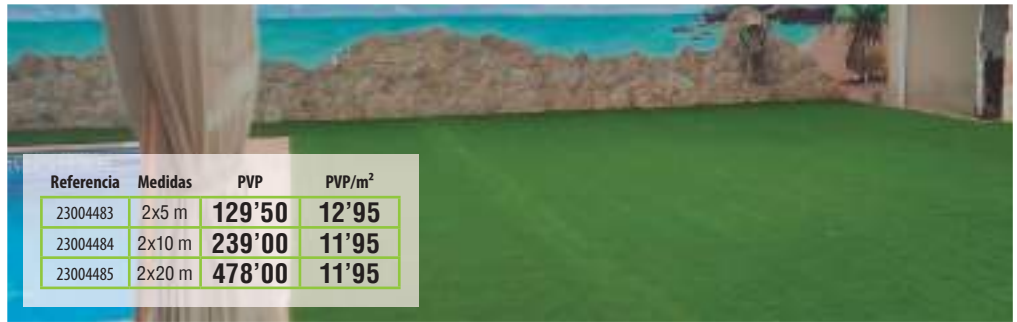 Referencia Medidas PVP PVP/m²
23004483 2x5 m 129’50 12’95
23004484 2x10 m 239’00 11’95
23004485 2x20 m 478’00 11’95